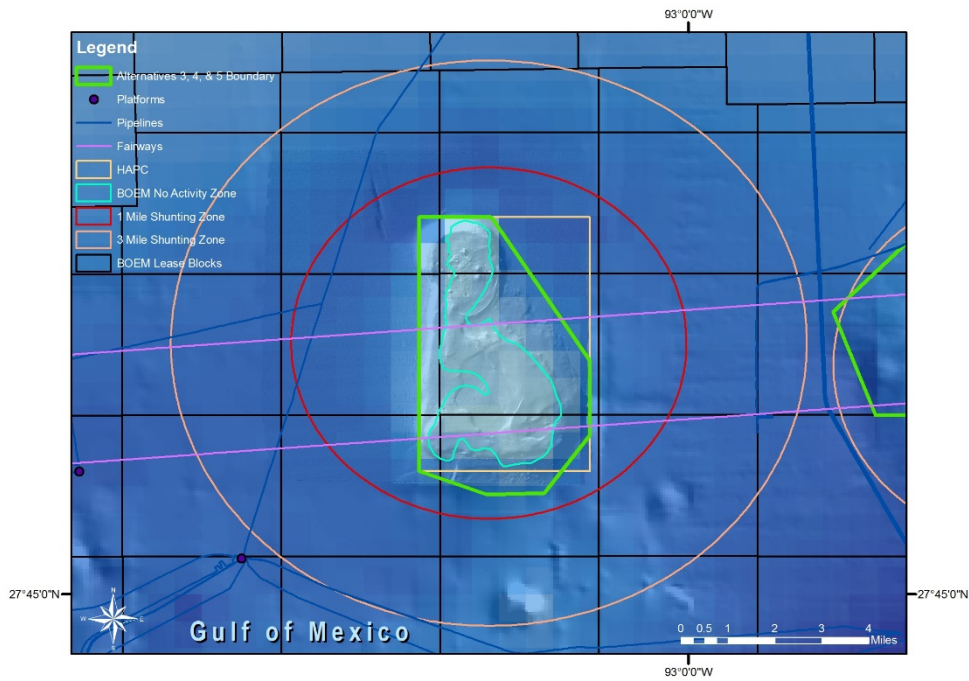 93°0'0"W
Legend
Alternatives 3, 4, & 5 Boundary
Platforms
Pipelines
Fairways
HAPC
BOEM No Activity Zone
1 Mile Shunting Zone
3 Mile Shunting Zone
BOEM Lease Blocks
27°45'0"N
27°45'0"N
N
W
E
S
Gulf of Mexico
0 0.5 1 2 3 4
Miles
93°0'0"W